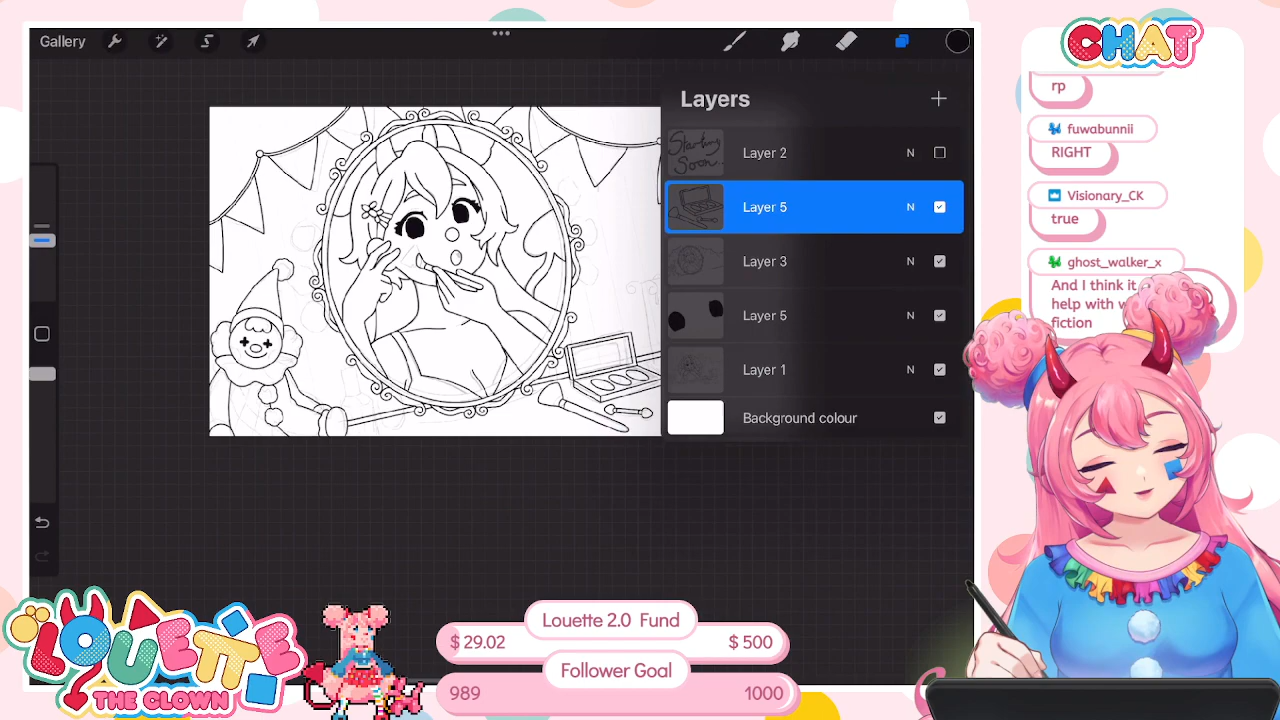 Gallery
CHAT
Layers
rp
fuwabunnii
RIGHT
Starting
Soon..
Layer 2
N
Visionary_CK
true
Layer 5
N
Layer 3
N
ghost_walker_x
And I think it
help with w
fiction
Layer 5
N
Layer 1
N
Background colour
LOUETTE
THE CLOWN
Louette 2.0 Fund
$ 29.02
$ 500
Follower Goal
989
1000